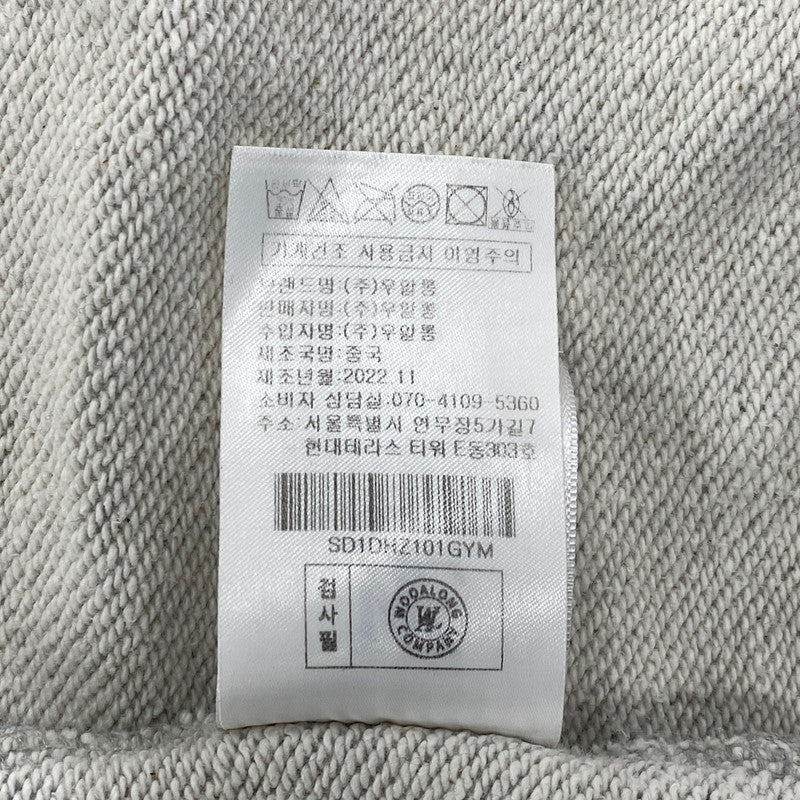 기계건조 사용금지 이염주의
브랜드명:(주)우알롱
판매자명:(주)우알롱
수입자명:(주)우알롱
제조국명:중국
제조년월:2022.11
소비자 상담실:070-4109-5360
주소: 서울특별시 연무장5가길7
현대테라스 타워 E동303호
SD1DHZ101GYM
검사필
WOOALONG
COMPANY